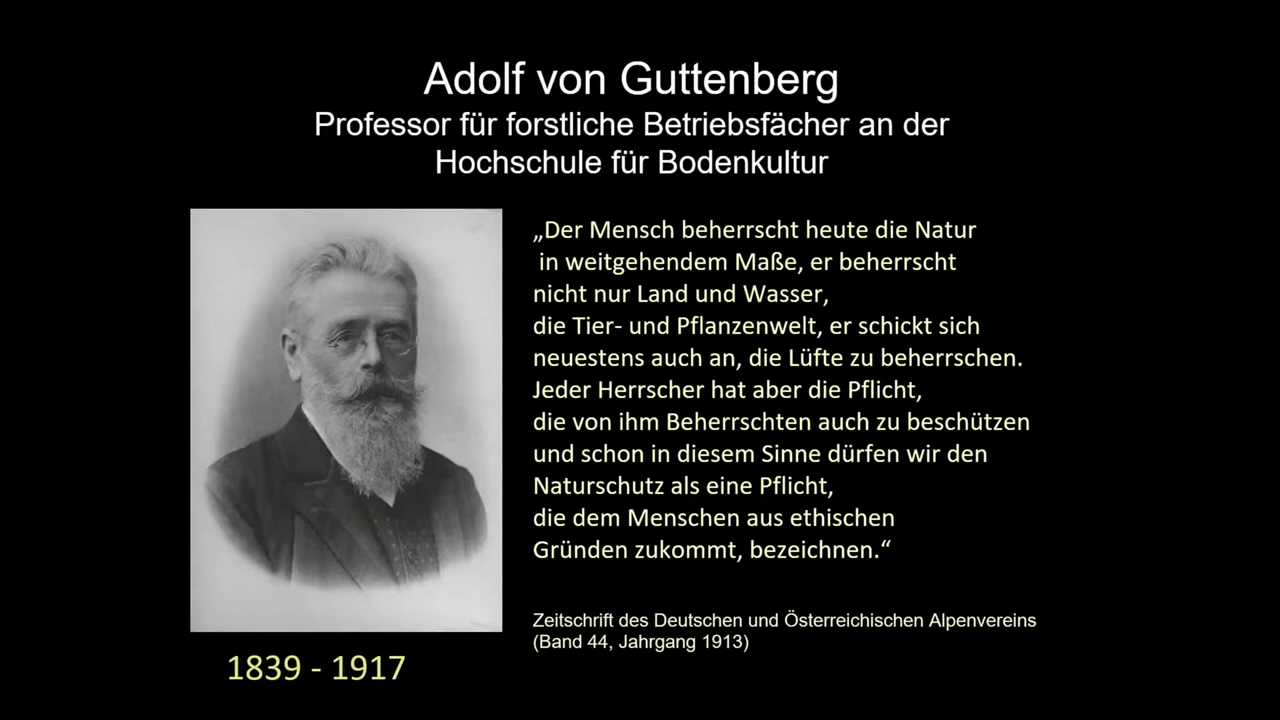 Adolf von Guttenberg
Professor für forstliche Betriebsfächer an der
Hochschule für Bodenkultur
„Der Mensch beherrscht heute die Natur
in weitgehendem Maße, er beherrscht
nicht nur Land und Wasser,
die Tier- und Pflanzenwelt, er schickt sich
neuestens auch an, die Lüfte zu beherrschen.
Jeder Herrscher hat aber die Pflicht,
die von ihm Beherrschten auch zu beschützen
und schon in diesem Sinne dürfen wir den
Naturschutz als eine Pflicht,
die dem Menschen aus ethischen
Gründen zukommt, bezeichnen.“
Zeitschrift des Deutschen und Österreichischen Alpenvereins
(Band 44, Jahrgang 1913)
1839 - 1917